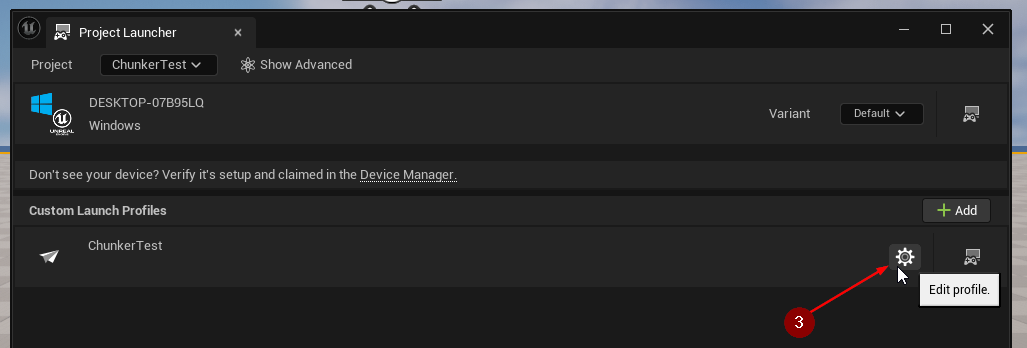 Project Launcher
Project
ChunkerTest
Show Advanced
DESKTOP-07B95LQ
Windows
UNREAL
Variant
Default
Don't see your device? Verify it's setup and claimed in the Device Manager.
Custom Launch Profiles
Add
ChunkerTest
Edit profile.
3